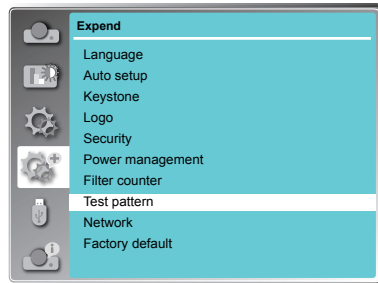 Expend
Language
Auto setup
Keystone
Logo
Security
Power management
Filter counter
Test pattern
Network
Factory default